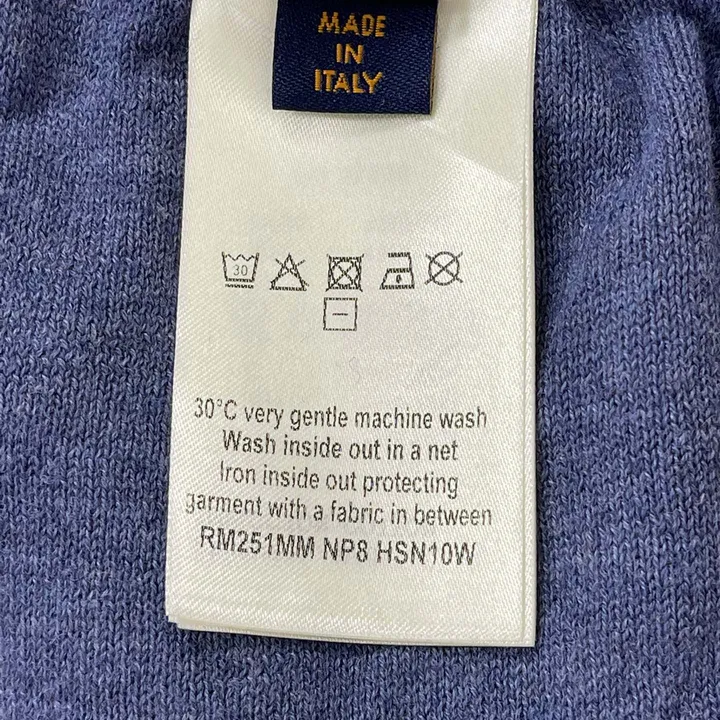 MADE
IN
ITALY
30
30°C very gentle machine wash
Wash inside out in a net
Iron inside out protecting
garment with a fabric in between
RM251MM NP8 HSN10W